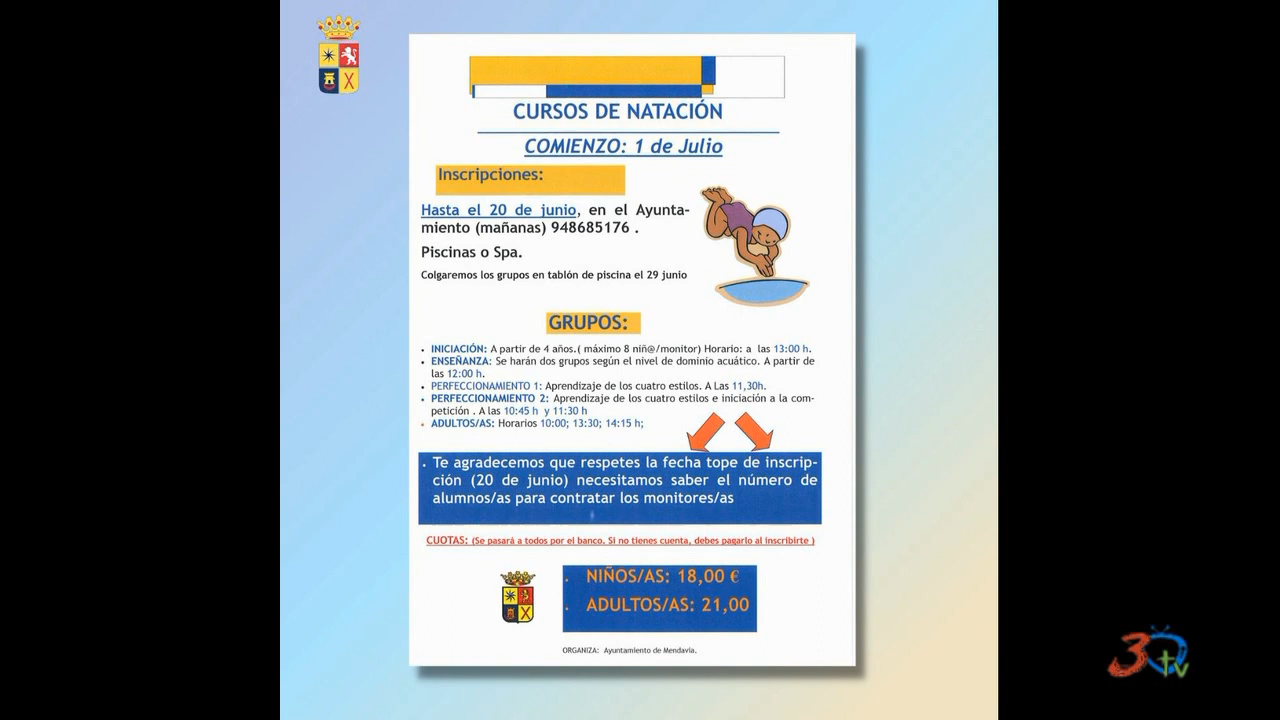 CURSOS DE NATACIÓN
COMIENZO: 1 de Julio
Inscripciones:
Hasta el 20 de junio, en el Ayunta-
miento (mañanas) 948685176 .
Piscinas o Spa.
Colgaremos los grupos en tablón de piscina el 29 junio
GRUPOS:
• INICIACIÓN: A partir de 4 años.( máximo 8 niñ@/monitor) Horario: a las 13:00 h.
• ENSEÑANZA: Se harán dos grupos según el nivel de dominio acuático. A partir de
las 12:00 h.
• PERFECCIONAMIENTO 1: Aprendizaje de los cuatro estilos. A Las 11,30h.
• PERFECCIONAMIENTO 2: Aprendizaje de los cuatro estilos e iniciación a la com-
petición . A las 10:45 h y 11:30 h
• ADULTOS/AS: Horarios 10:00; 13:30; 14:15 h;
• Te agradecemos que respetes la fecha tope de inscrip-
ción (20 de junio) necesitamos saber el número de
alumnos/as para contratar los monitores/as
CUOTAS: (Se pasará a todos por el banco. Si no tienes cuenta, debes pagarlo al inscribirte )
• NIÑOS/AS: 18,00 €
• ADULTOS/AS: 21,00
ORGANIZA: Ayuntamiento de Mendavia.
30 tv